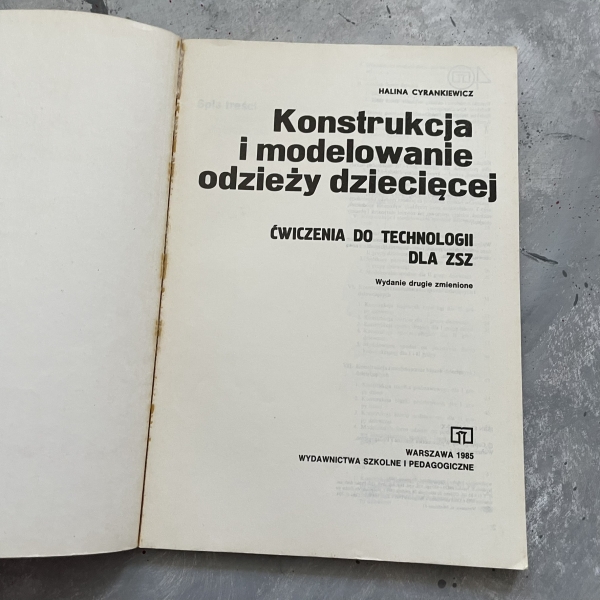 HALINA CYRANKIEWICZ
Konstrukcja
i modelowanie
odzieży dziecięcej
ĆWICZENIA DO TECHNOLOGII
DLA ZSZ
Wydanie drugie zmienione
WARSZAWA 1985
WYDAWNICTWA SZKOLNE I PEDAGOGICZNE